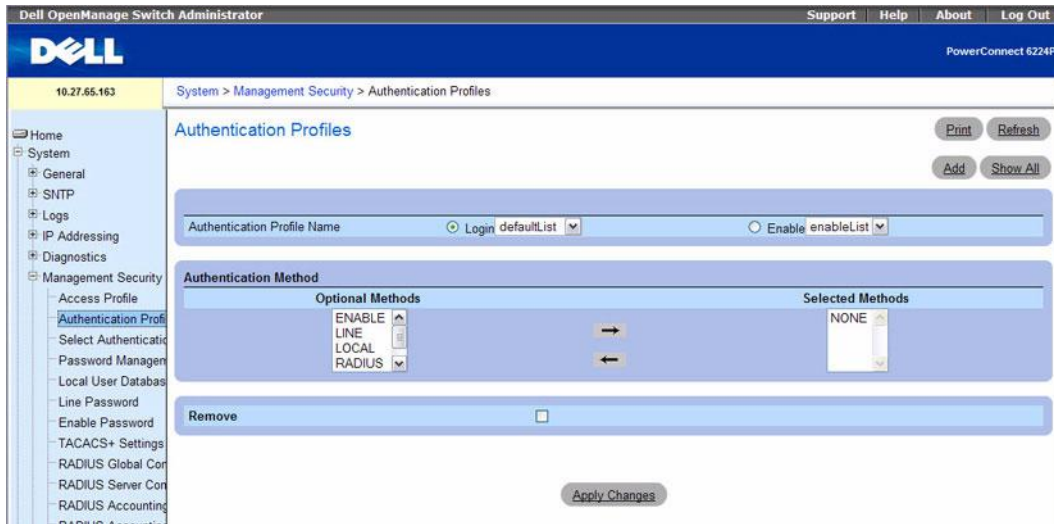 Dell OpenManage Switch Administrator
Support Help About Log Out
DELL
PowerConnect 6224P
10.27.65.163
System > Management Security > Authentication Profiles
Home
System
General
SNTP
Logs
IP Addressing
Diagnostics
Management Security
Access Profile
Authentication Profi
Select Authenticatio
Password Managem
Local User Databas
Line Password
Enable Password
TACACS+ Settings
RADIUS Global Con
RADIUS Server Con
RADIUS Accounting
Authentication Profiles
Print Refresh
Add Show All
Authentication Profile Name Login defaultList Enable enableList
Authentication Method
Optional Methods Selected Methods
ENABLE
LINE
LOCAL
RADIUS
NONE
Remove
Apply Changes